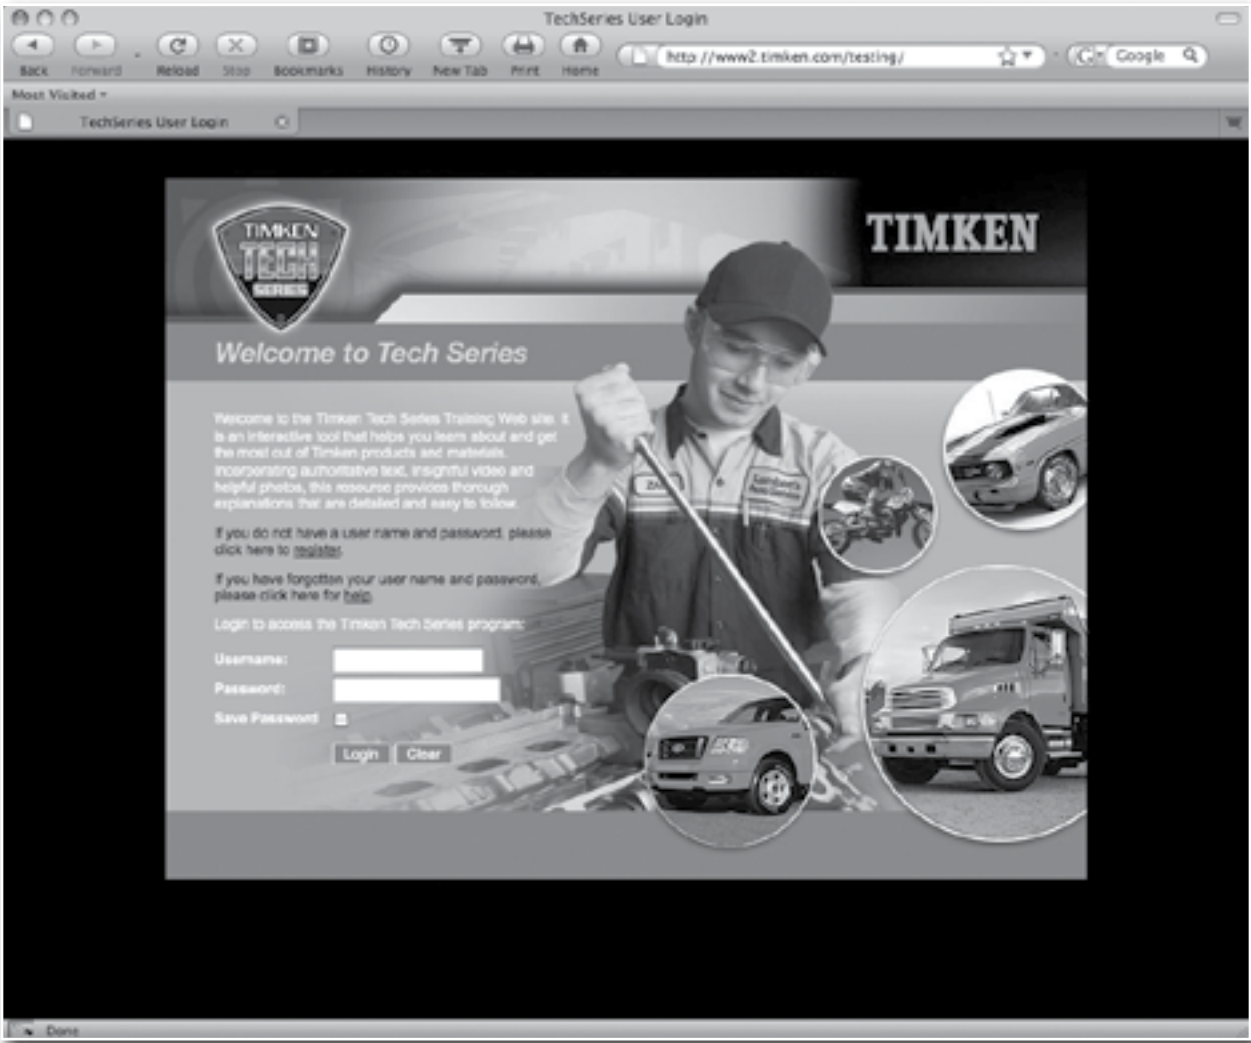 TechSeries User Login
Back Forward Reload Stop Bookmarks History New Tab Print Home
http://www2.timken.com/testing/
Google
Most Visited
TechSeries User Login
TIMKEN
TECH
SERIES
TIMKEN
Welcome to Tech Series
Welcome to the Timken Tech Series Training Web site. It
is an interactive tool that helps you learn about and get
the most out of Timken products and materials.
Incorporating authoritative text, insightful video and
helpful photos, this resource provides thorough
explanations that are detailed and easy to follow.
If you do not have a user name and password, please
click here to register.
If you have forgotten your user name and password,
please click here for help.
Login to access the Timken Tech Series program:
Username:
Password:
Save Password
Login Clear
Done